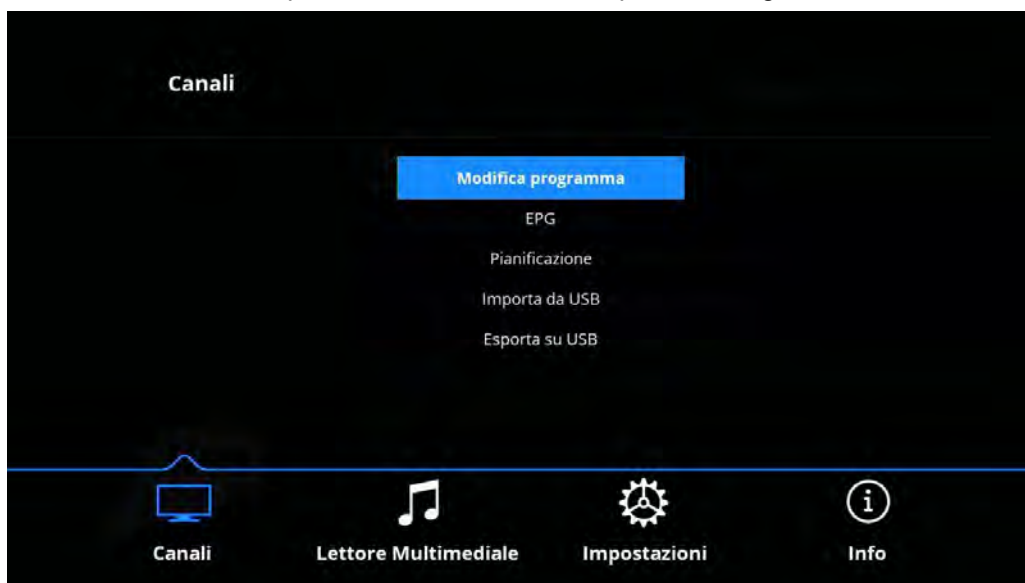 Canali
Modifica programma
EPG
Pianificazione
Importa da USB
Esporta su USB
Canali Lettore Multimediale Impostazioni Info